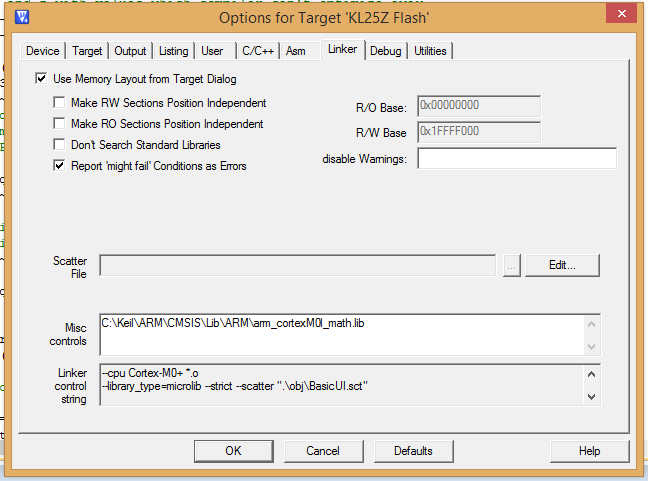 Options for Target 'KL25Z Flash'
Device Target Output Listing User C/C++ Asm Linker Debug Utilities
Use Memory Layout from Target Dialog
Make RW Sections Position Independent
R/O Base: 0x00000000
Make RO Sections Position Independent
R/W Base 0x1FFFF000
Don't Search Standard Libraries
disable Warnings:
Report 'might fail' Conditions as Errors
Scatter
File
...
Edit...
Misc
controls
C:\Keil\ARM\CMSIS\Lib\ARM\arm_cortexM0l_math.lib
Linker
control
string
--cpu Cortex-M0+ *.o
--library_type=microlib --strict --scatter ".\obj\BasicUI.sct"
OK Cancel Defaults Help